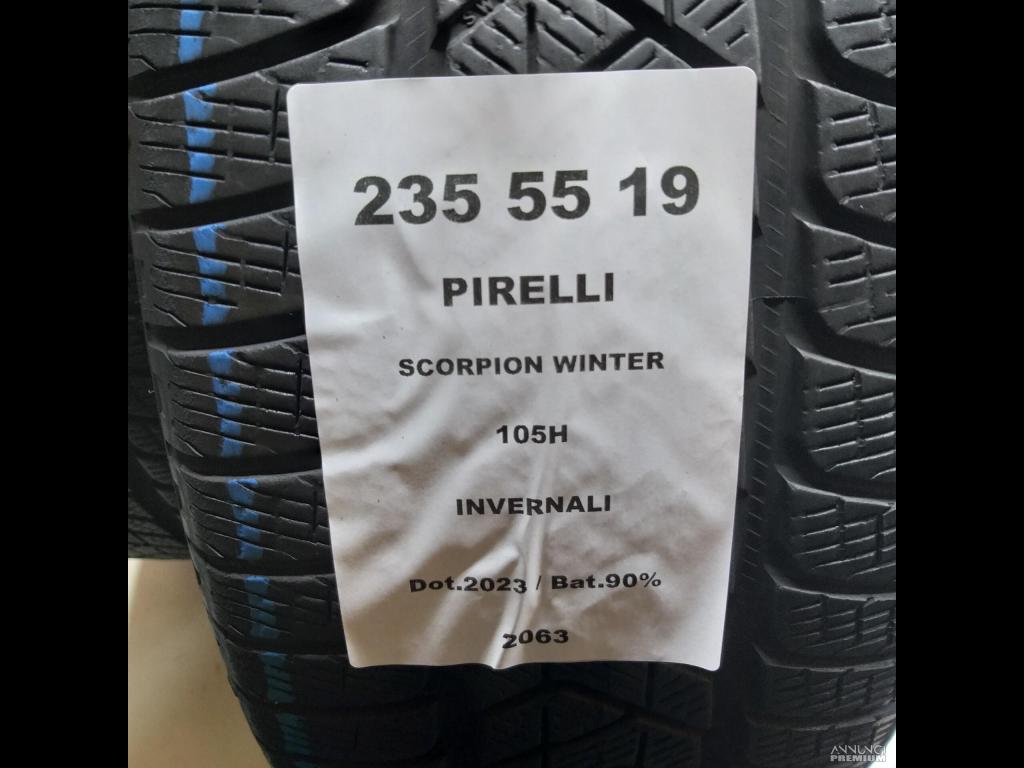 235 55 19
PIRELLI
SCORPION WINTER
105H
INVERNALI
Dot.2023 / Bat.90%
2063
ANNUNCI
PREMIUM